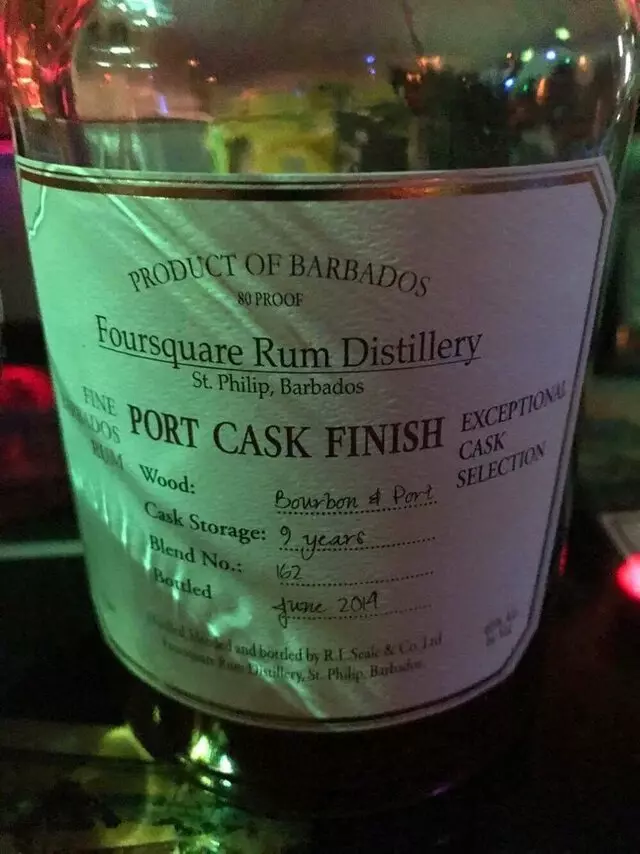 PRODUCT OF BARBADOS
80 PROOF
Foursquare Rum Distillery
St. Philip, Barbados
FINE
RUM
PORT CASK FINISH
EXCEPTIONAL
CASK
SELECTION
Wood: Bourbon & Port
Cask Storage: 9 years
Blend No.: 162
Bottled June 2014
and bottled by R.L. Seale & Co. Ltd
Foursquare Rum Distillery, St. Philip, Barbados